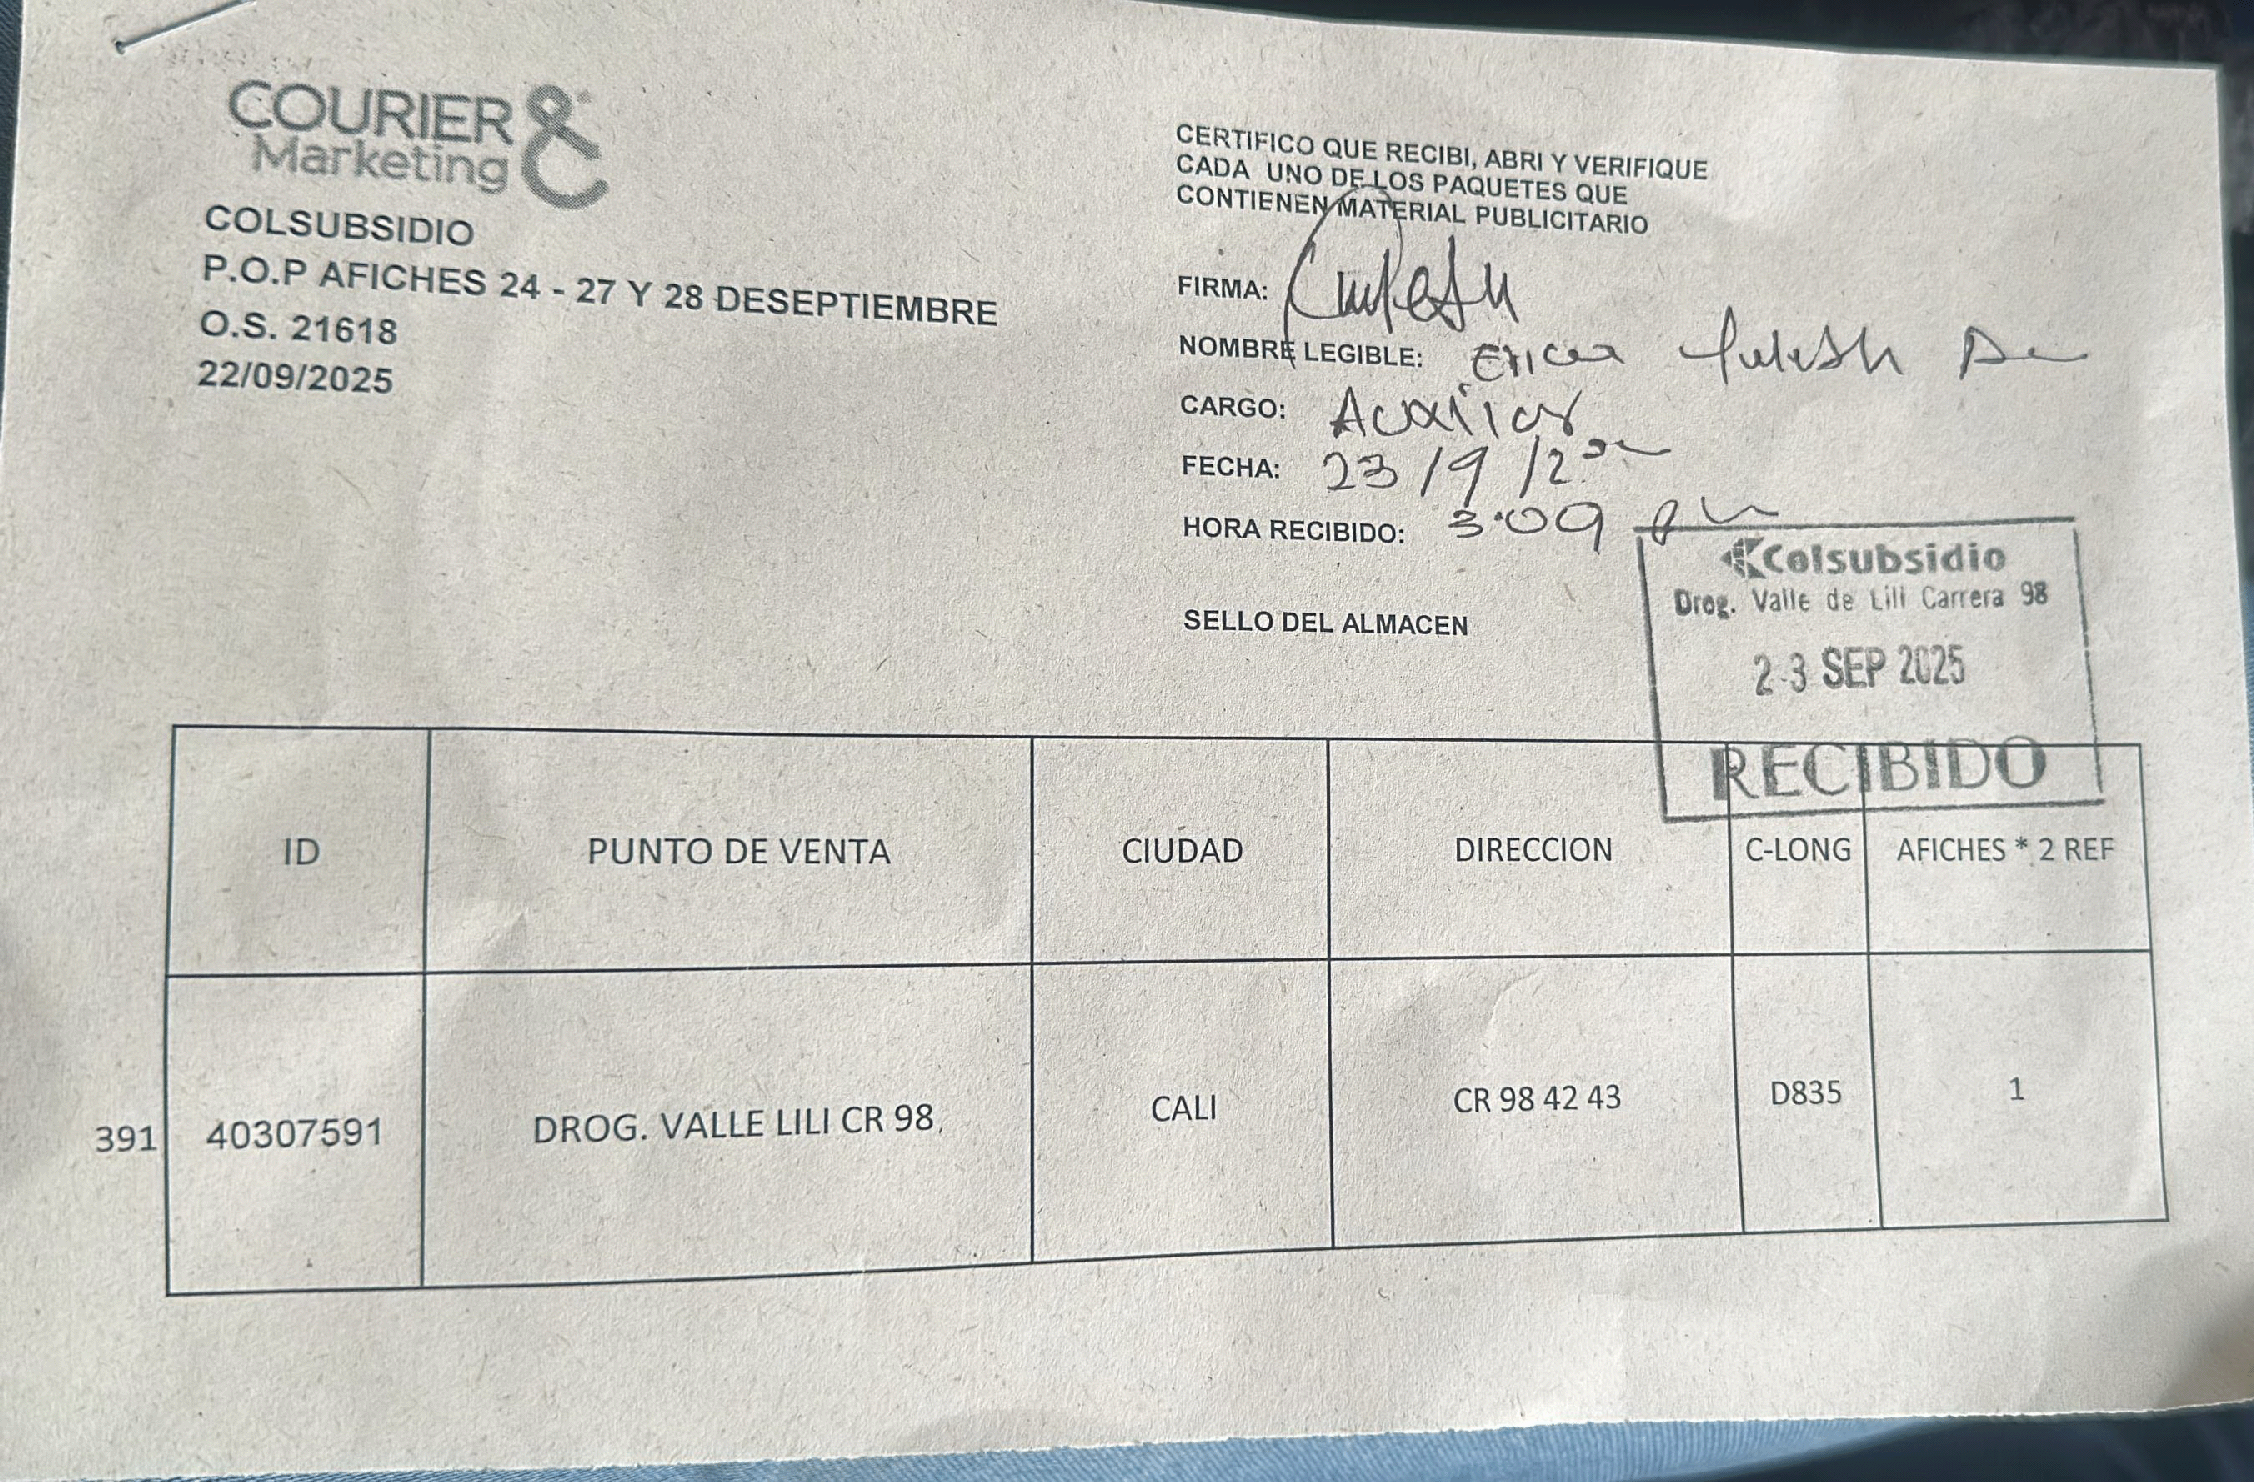 COURIER &
Marketing
COLSUBSIDIO
P.O.P AFICHES 24 - 27 Y 28 DESEPTIEMBRE
O.S. 21618
22/09/2025
CERTIFICO QUE RECIBI, ABRI Y VERIFIQUE
CADA UNO DE LOS PAQUETES QUE
CONTIENEN MATERIAL PUBLICITARIO
FIRMA:
NOMBRE LEGIBLE: Erica
CARGO: Auxiliar
FECHA: 23/9/2
HORA RECIBIDO: 3:09 pm
SELLO DEL ALMACEN
Colsubsidio
Drog. Valle de Lili Carrera 98
23 SEP 2025
RECIBIDO
ID PUNTO DE VENTA CIUDAD DIRECCION C-LONG AFICHES * 2 REF
391 40307591 DROG. VALLE LILI CR 98 CALI CR 98 42 43 D835 1